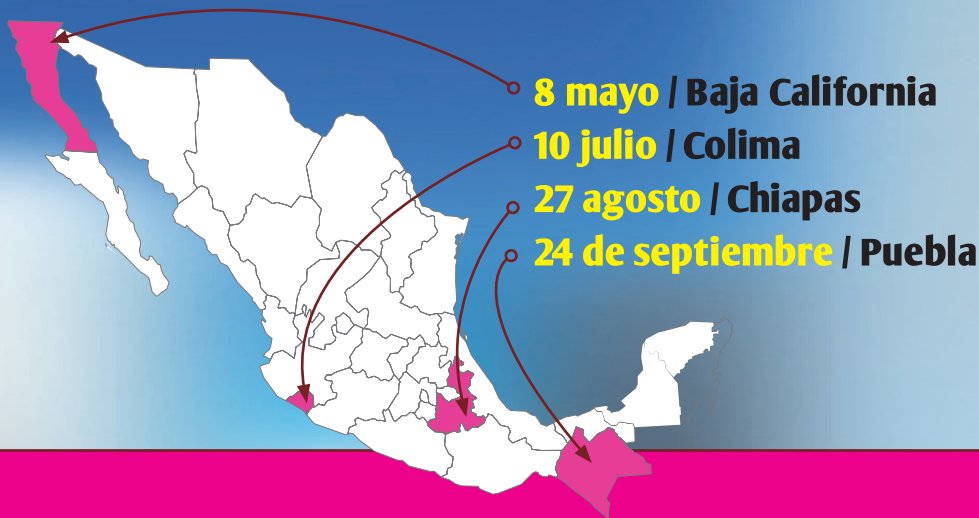 8 mayo / Baja California
10 julio / Colima
27 agosto / Chiapas
24 de septiembre / Puebla